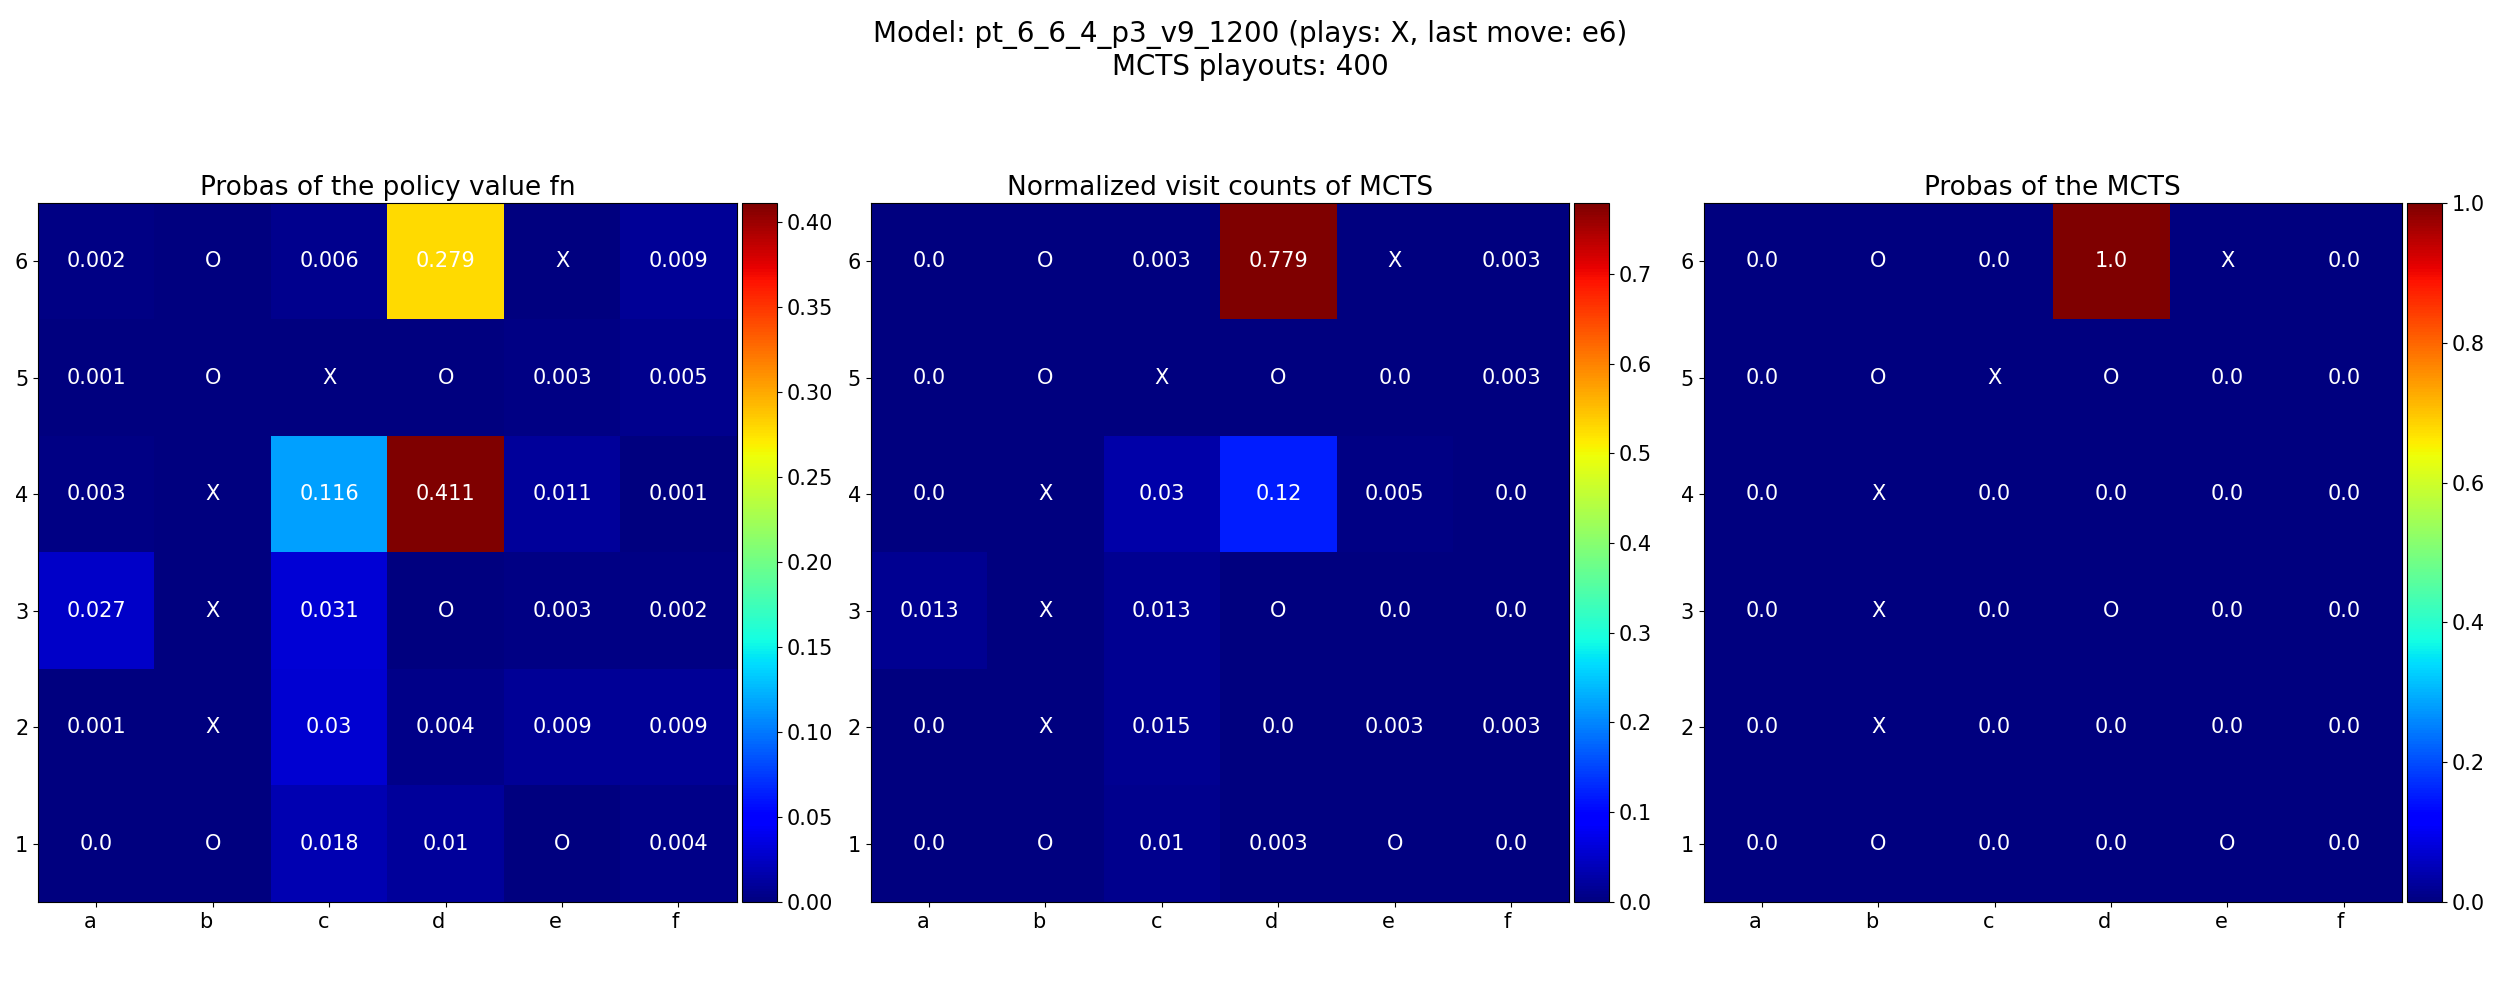 Model: pt_6_6_4_p3_v9_1200 (plays: X, last move: e6)
MCTS playouts: 400
Probas of the policy value fn
6 0.002 O 0.006 0.279 X 0.009
5 0.001 O X O 0.003 0.005
4 0.003 X 0.116 0.411 0.011 0.001
3 0.027 X 0.031 O 0.003 0.002
2 0.001 X 0.03 0.004 0.009 0.009
1 0.0 O 0.018 0.01 O 0.004
a b c d e f
0.40
0.35
0.30
0.25
0.20
0.15
0.10
0.05
0.00
Normalized visit counts of MCTS
6 0.0 O 0.003 0.779 X 0.003
5 0.0 O X O 0.0 0.003
4 0.0 X 0.03 0.12 0.005 0.0
3 0.013 X 0.013 O 0.0 0.0
2 0.0 X 0.015 0.0 0.003 0.003
1 0.0 O 0.01 0.003 O 0.0
a b c d e f
0.7
0.6
0.5
0.4
0.3
0.2
0.1
0.0
Probas of the MCTS
6 0.0 O 0.0 1.0 X 0.0
5 0.0 O X O 0.0 0.0
4 0.0 X 0.0 0.0 0.0 0.0
3 0.0 X 0.0 O 0.0 0.0
2 0.0 X 0.0 0.0 0.0 0.0
1 0.0 O 0.0 0.0 O 0.0
a b c d e f
1.0
0.8
0.6
0.4
0.2
0.0